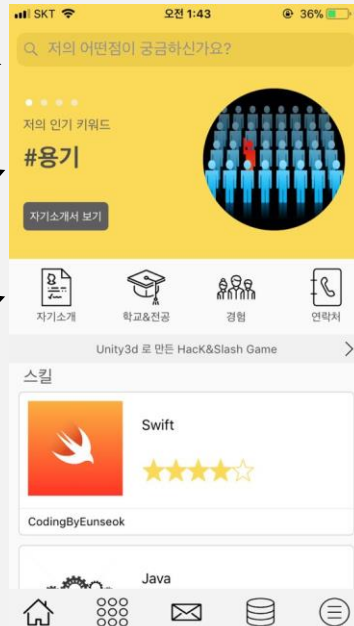 SKT 오전 1:43 36%
저의 어떤점이 궁금하신가요?
저의 인기 키워드
#용기
자기소개서 보기
자기소개 학교&전공 경험 연락처
Unity3d 로 만든 HacK&Slash Game
스킬
Swift
CodingByEunseok
Java